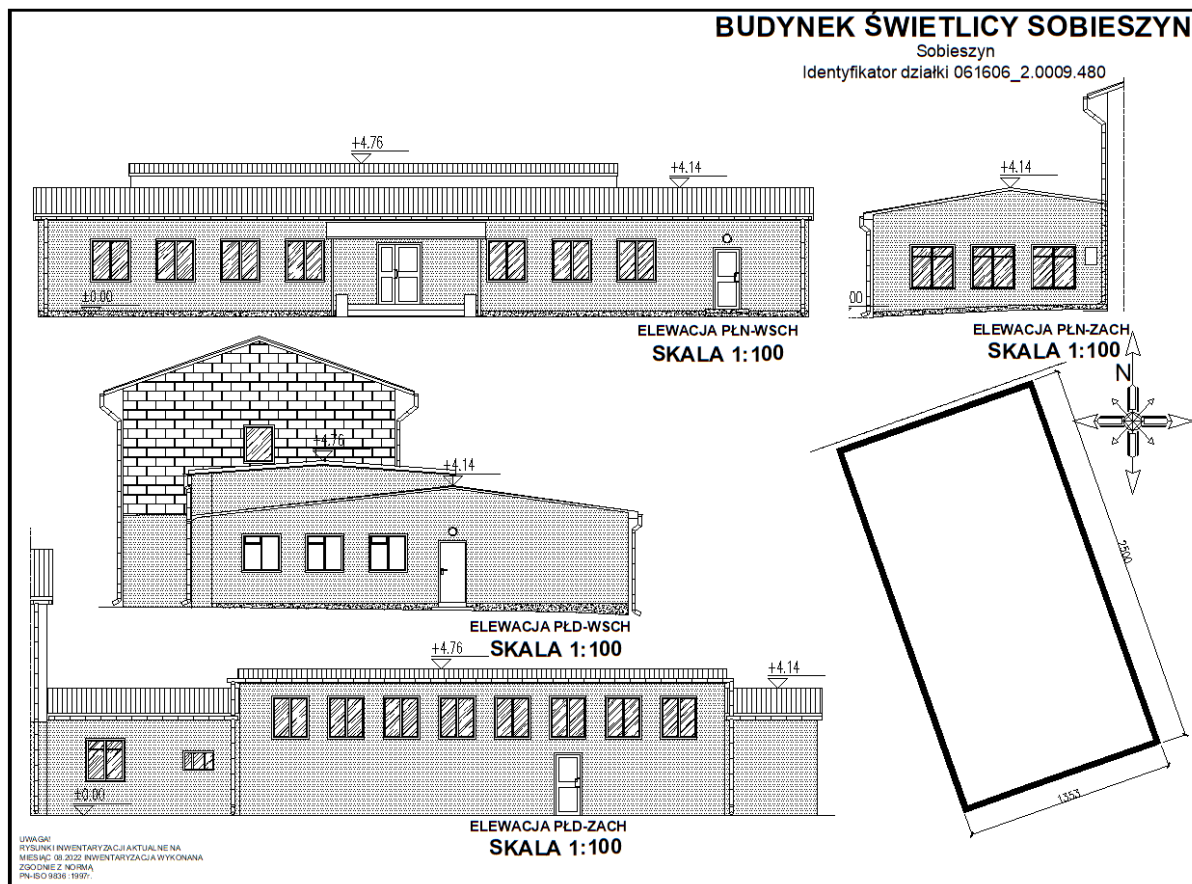 BUDYNEK ŚWIETLICY SOBIESZYN
Sobieszyn
Identyfikator działki 061606_2.0009.480
+4.76
+4.14
±0.00
ELEWACJA PŁN-WSCH
SKALA 1:100
+4.14
00
ELEWACJA PŁN-ZACH
SKALA 1:100
N
2500
1353
+4.76
+4.14
ELEWACJA PŁD-WSCH
SKALA 1:100
+4.76
+4.14
±0.00
ELEWACJA PŁD-ZACH
SKALA 1:100
UWAGA!
RYSUNKI INWENTARYZACJI AKTUALNE NA
MIESIĄC 08.2022 INWENTARYZACJA WYKONANA
ZGODNIE Z NORMĄ
PN-ISO 9836 :1997r.